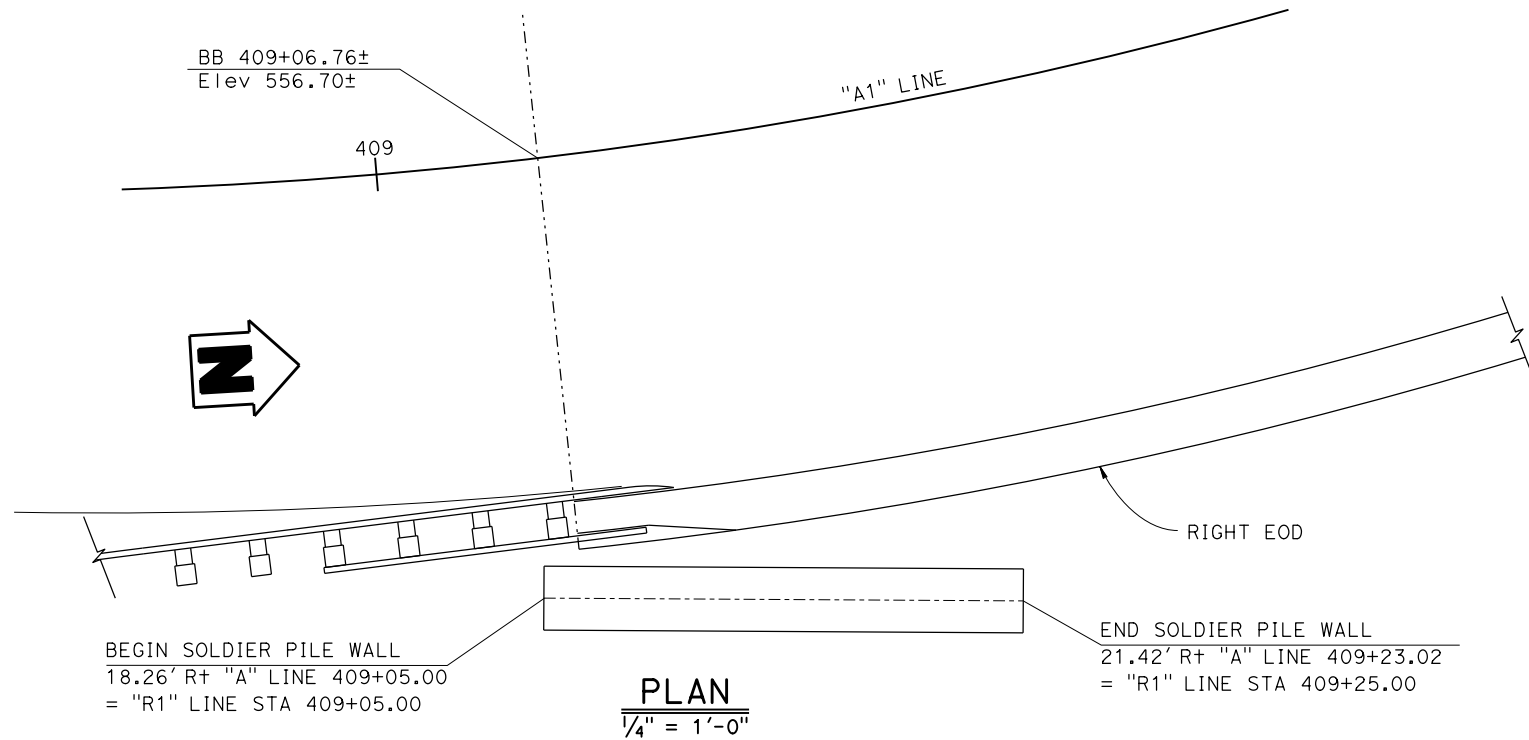 BB 409+06.76±
Elev 556.70±
"A1" LINE
409
N
RIGHT EOD
BEGIN SOLDIER PILE WALL
18.26' Rt "A" LINE 409+05.00
= "R1" LINE STA 409+05.00
END SOLDIER PILE WALL
21.42' Rt "A" LINE 409+23.02
= "R1" LINE STA 409+25.00
PLAN
1/4" = 1'-0"